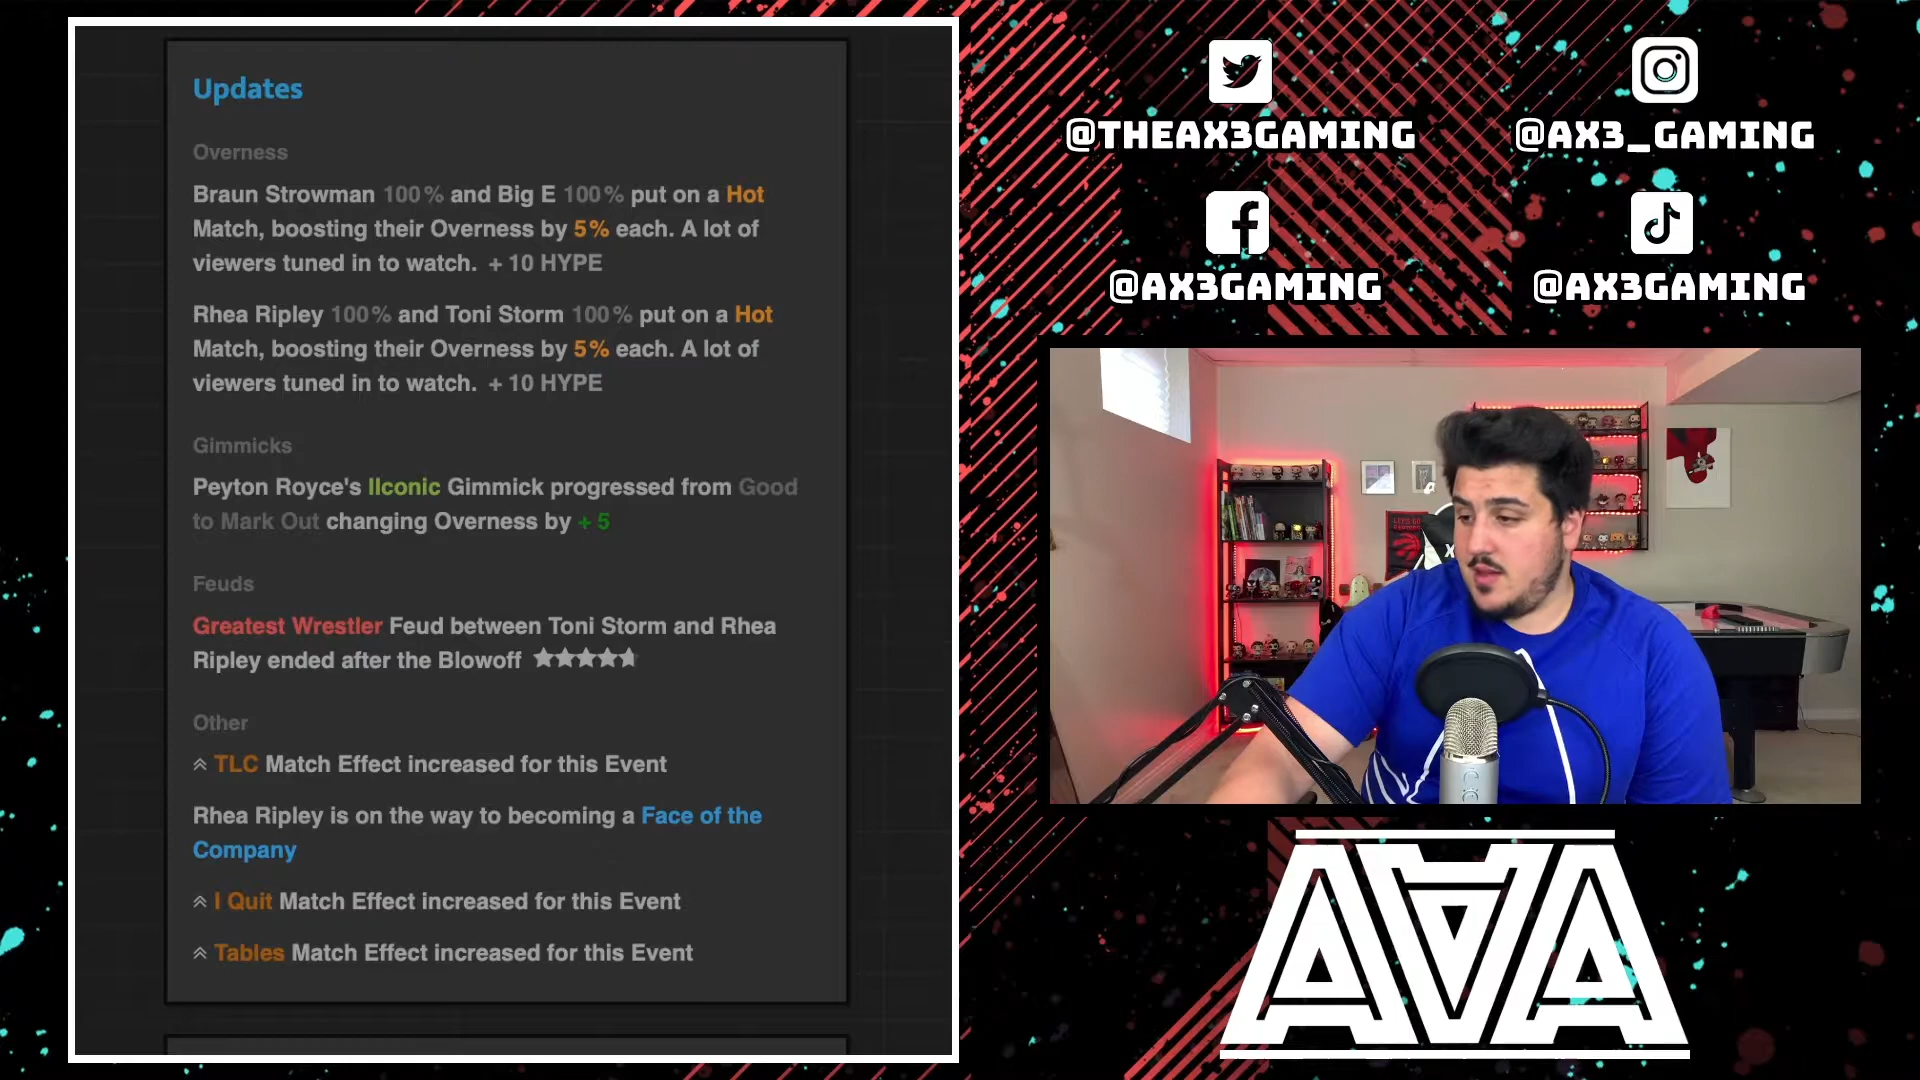 Updates
Overness
Braun Strowman 100% and Big E 100% put on a Hot
Match, boosting their Overness by 5% each. A lot of
viewers tuned in to watch. + 10 HYPE
Rhea Ripley 100% and Toni Storm 100% put on a Hot
Match, boosting their Overness by 5% each. A lot of
viewers tuned in to watch. + 10 HYPE
Gimmicks
Peyton Royce's IIconic Gimmick progressed from Good
to Mark Out changing Overness by + 5
Feuds
Greatest Wrestler Feud between Toni Storm and Rhea
Ripley ended after the Blowoff
Other
TLC Match Effect increased for this Event
Rhea Ripley is on the way to becoming a Face of the
Company
I Quit Match Effect increased for this Event
Tables Match Effect increased for this Event
@THEAX3GAMING
@AX3_GAMING
@AX3GAMING
@AX3GAMING